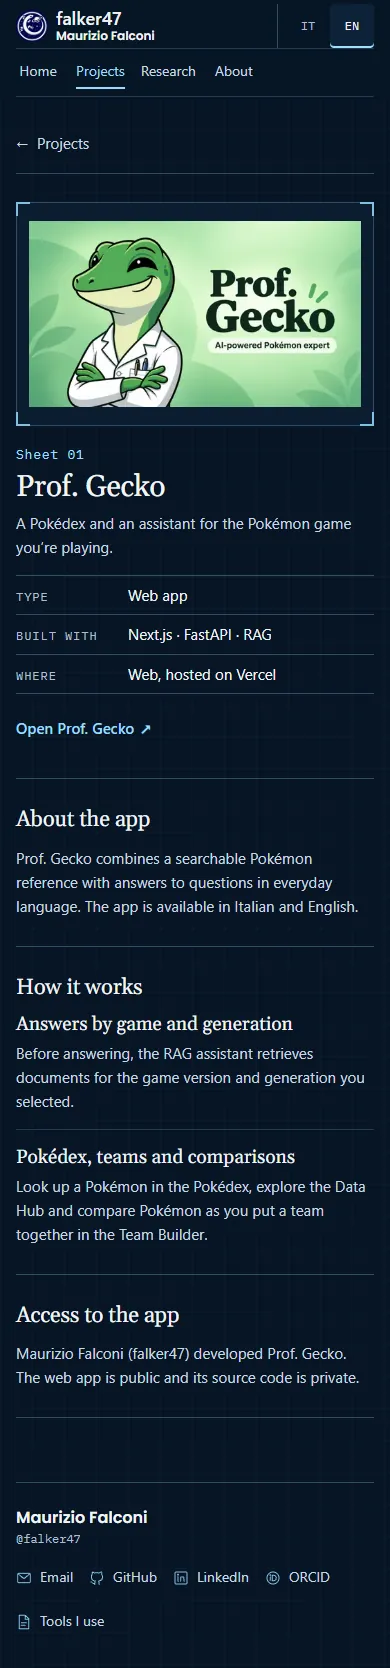 falker47
Maurizio Falconi
IT
EN
Home
Projects
Research
About
← Projects
Prof.
Gecko
AI-powered Pokémon expert
Sheet 01
Prof. Gecko
A Pokédex and an assistant for the Pokémon game
you're playing.
TYPE Web app
BUILT WITH Next.js · FastAPI · RAG
WHERE Web, hosted on Vercel
Open Prof. Gecko ↗
About the app
Prof. Gecko combines a searchable Pokémon
reference with answers to questions in everyday
language. The app is available in Italian and English.
How it works
Answers by game and generation
Before answering, the RAG assistant retrieves
documents for the game version and generation you
selected.
Pokédex, teams and comparisons
Look up a Pokémon in the Pokédex, explore the Data
Hub and compare Pokémon as you put a team
together in the Team Builder.
Access to the app
Maurizio Falconi (falker47) developed Prof. Gecko.
The web app is public and its source code is private.
Maurizio Falconi
@falker47
Email
GitHub
LinkedIn
ORCID
Tools I use